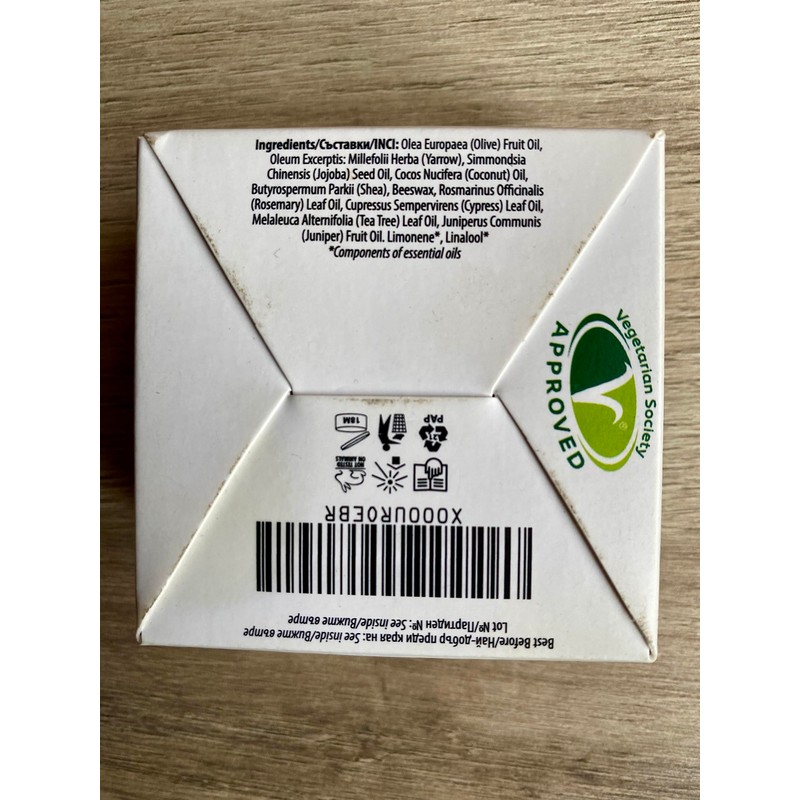 Ingredients/Съставки/INCI: Olea Europaea (Olive) Fruit Oil,
Oleum Excerptis: Millefolii Herba (Yarrow), Simmondsia
Chinensis (Jojoba) Seed Oil, Cocos Nucifera (Coconut) Oil,
Butyrospermum Parkii (Shea), Beeswax, Rosmarinus Officinalis
(Rosemary) Leaf Oil, Cupressus Sempervirens (Cypress) Leaf Oil,
Melaleuca Alternifolia (Tea Tree) Leaf Oil, Juniperus Communis
(Juniper) Fruit Oil. Limonene*, Linalool*
*Components of essential oils
Vegetarian Society
APPROVED
®
Best Before/Най-добър преди края на: See inside/Вижте вътре
Lot №/Партиден №: See inside/Вижте вътре
X000UR0EBR
NOT TESTED
ON ANIMALS
21
PAP
18M